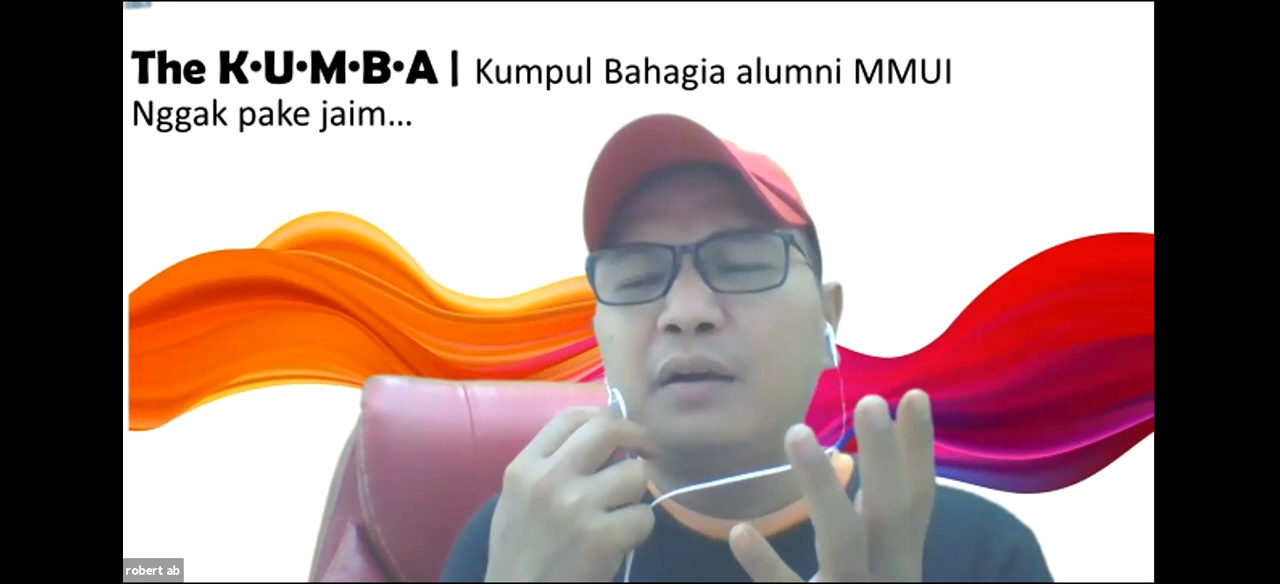 The K•U•M•B•A | Kumpul Bahagia alumni MMUI
Nggak pake jaim...
robert ab